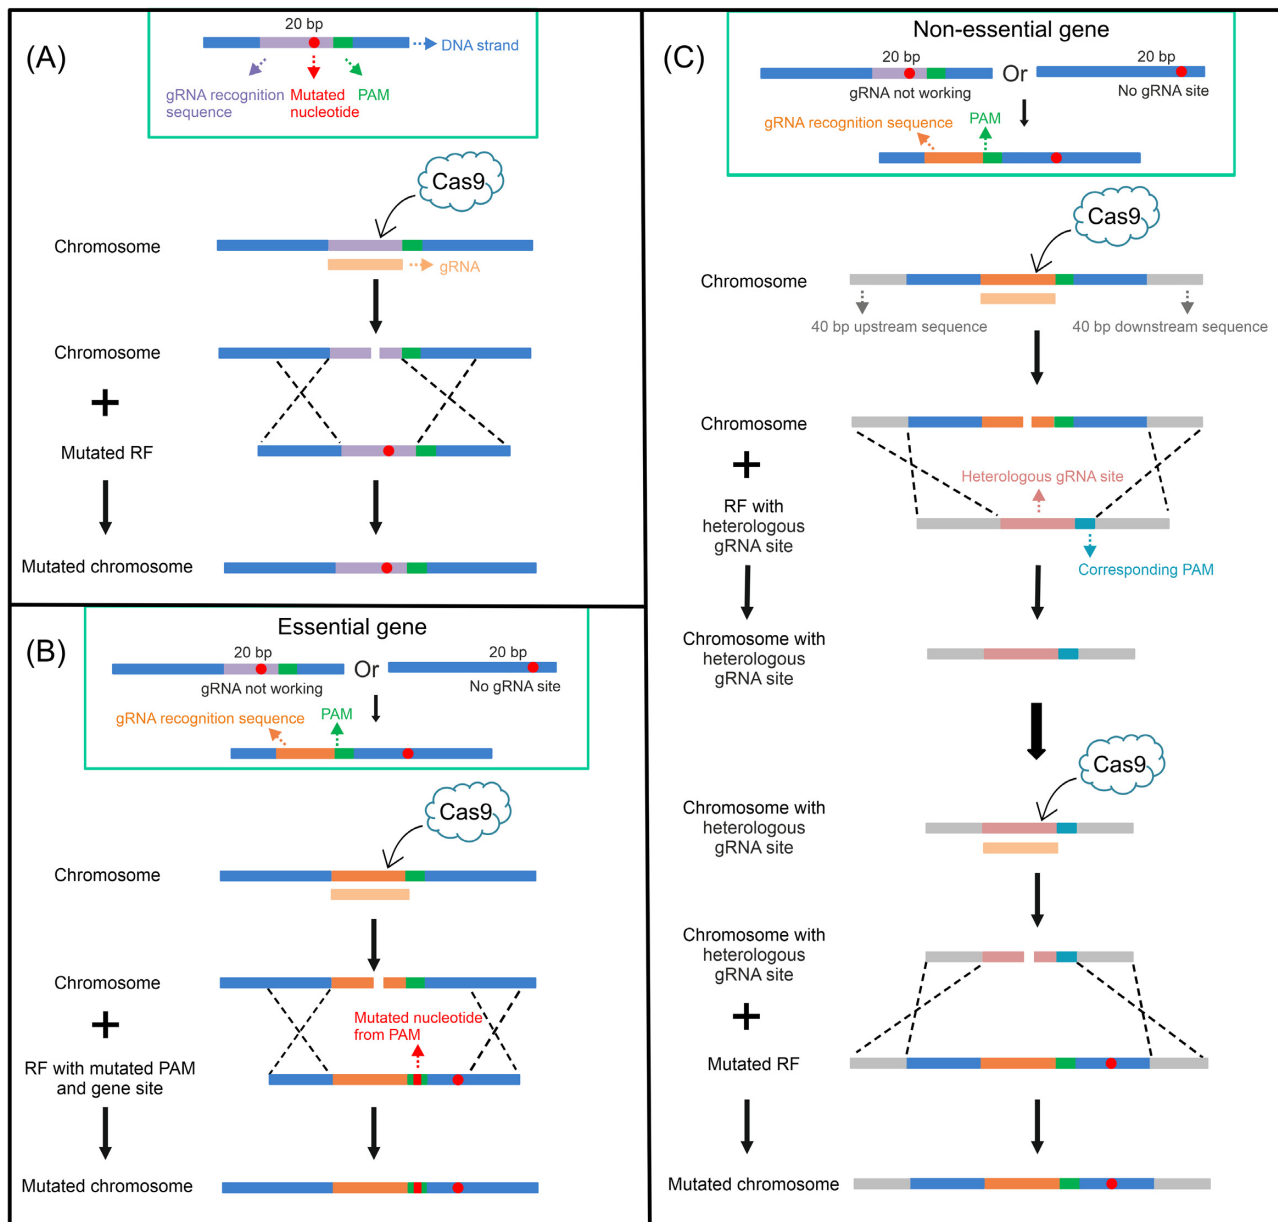 (A)
20 bp
DNA strand
gRNA recognition
sequence
Mutated
nucleotide
PAM
Cas9
Chromosome
gRNA
Chromosome
+
Mutated RF
Mutated chromosome
(B)
Essential gene
20 bp
gRNA not working
Or
No gRNA site
gRNA recognition sequence
PAM
Cas9
Chromosome
Chromosome
+
Mutated nucleotide
from PAM
RF with mutated PAM
and gene site
Mutated chromosome
(C)
Non-essential gene
20 bp
gRNA not working
Or
20 bp
No gRNA site
gRNA recognition sequence
PAM
Cas9
Chromosome
40 bp upstream sequence
40 bp downstream sequence
Chromosome
+
Heterologous gRNA site
RF with
heterologous
gRNA site
Corresponding PAM
Chromosome with
heterologous
gRNA site
Cas9
Chromosome with
heterologous
gRNA site
Chromosome with
heterologous
gRNA site
+
Mutated RF
Mutated chromosome